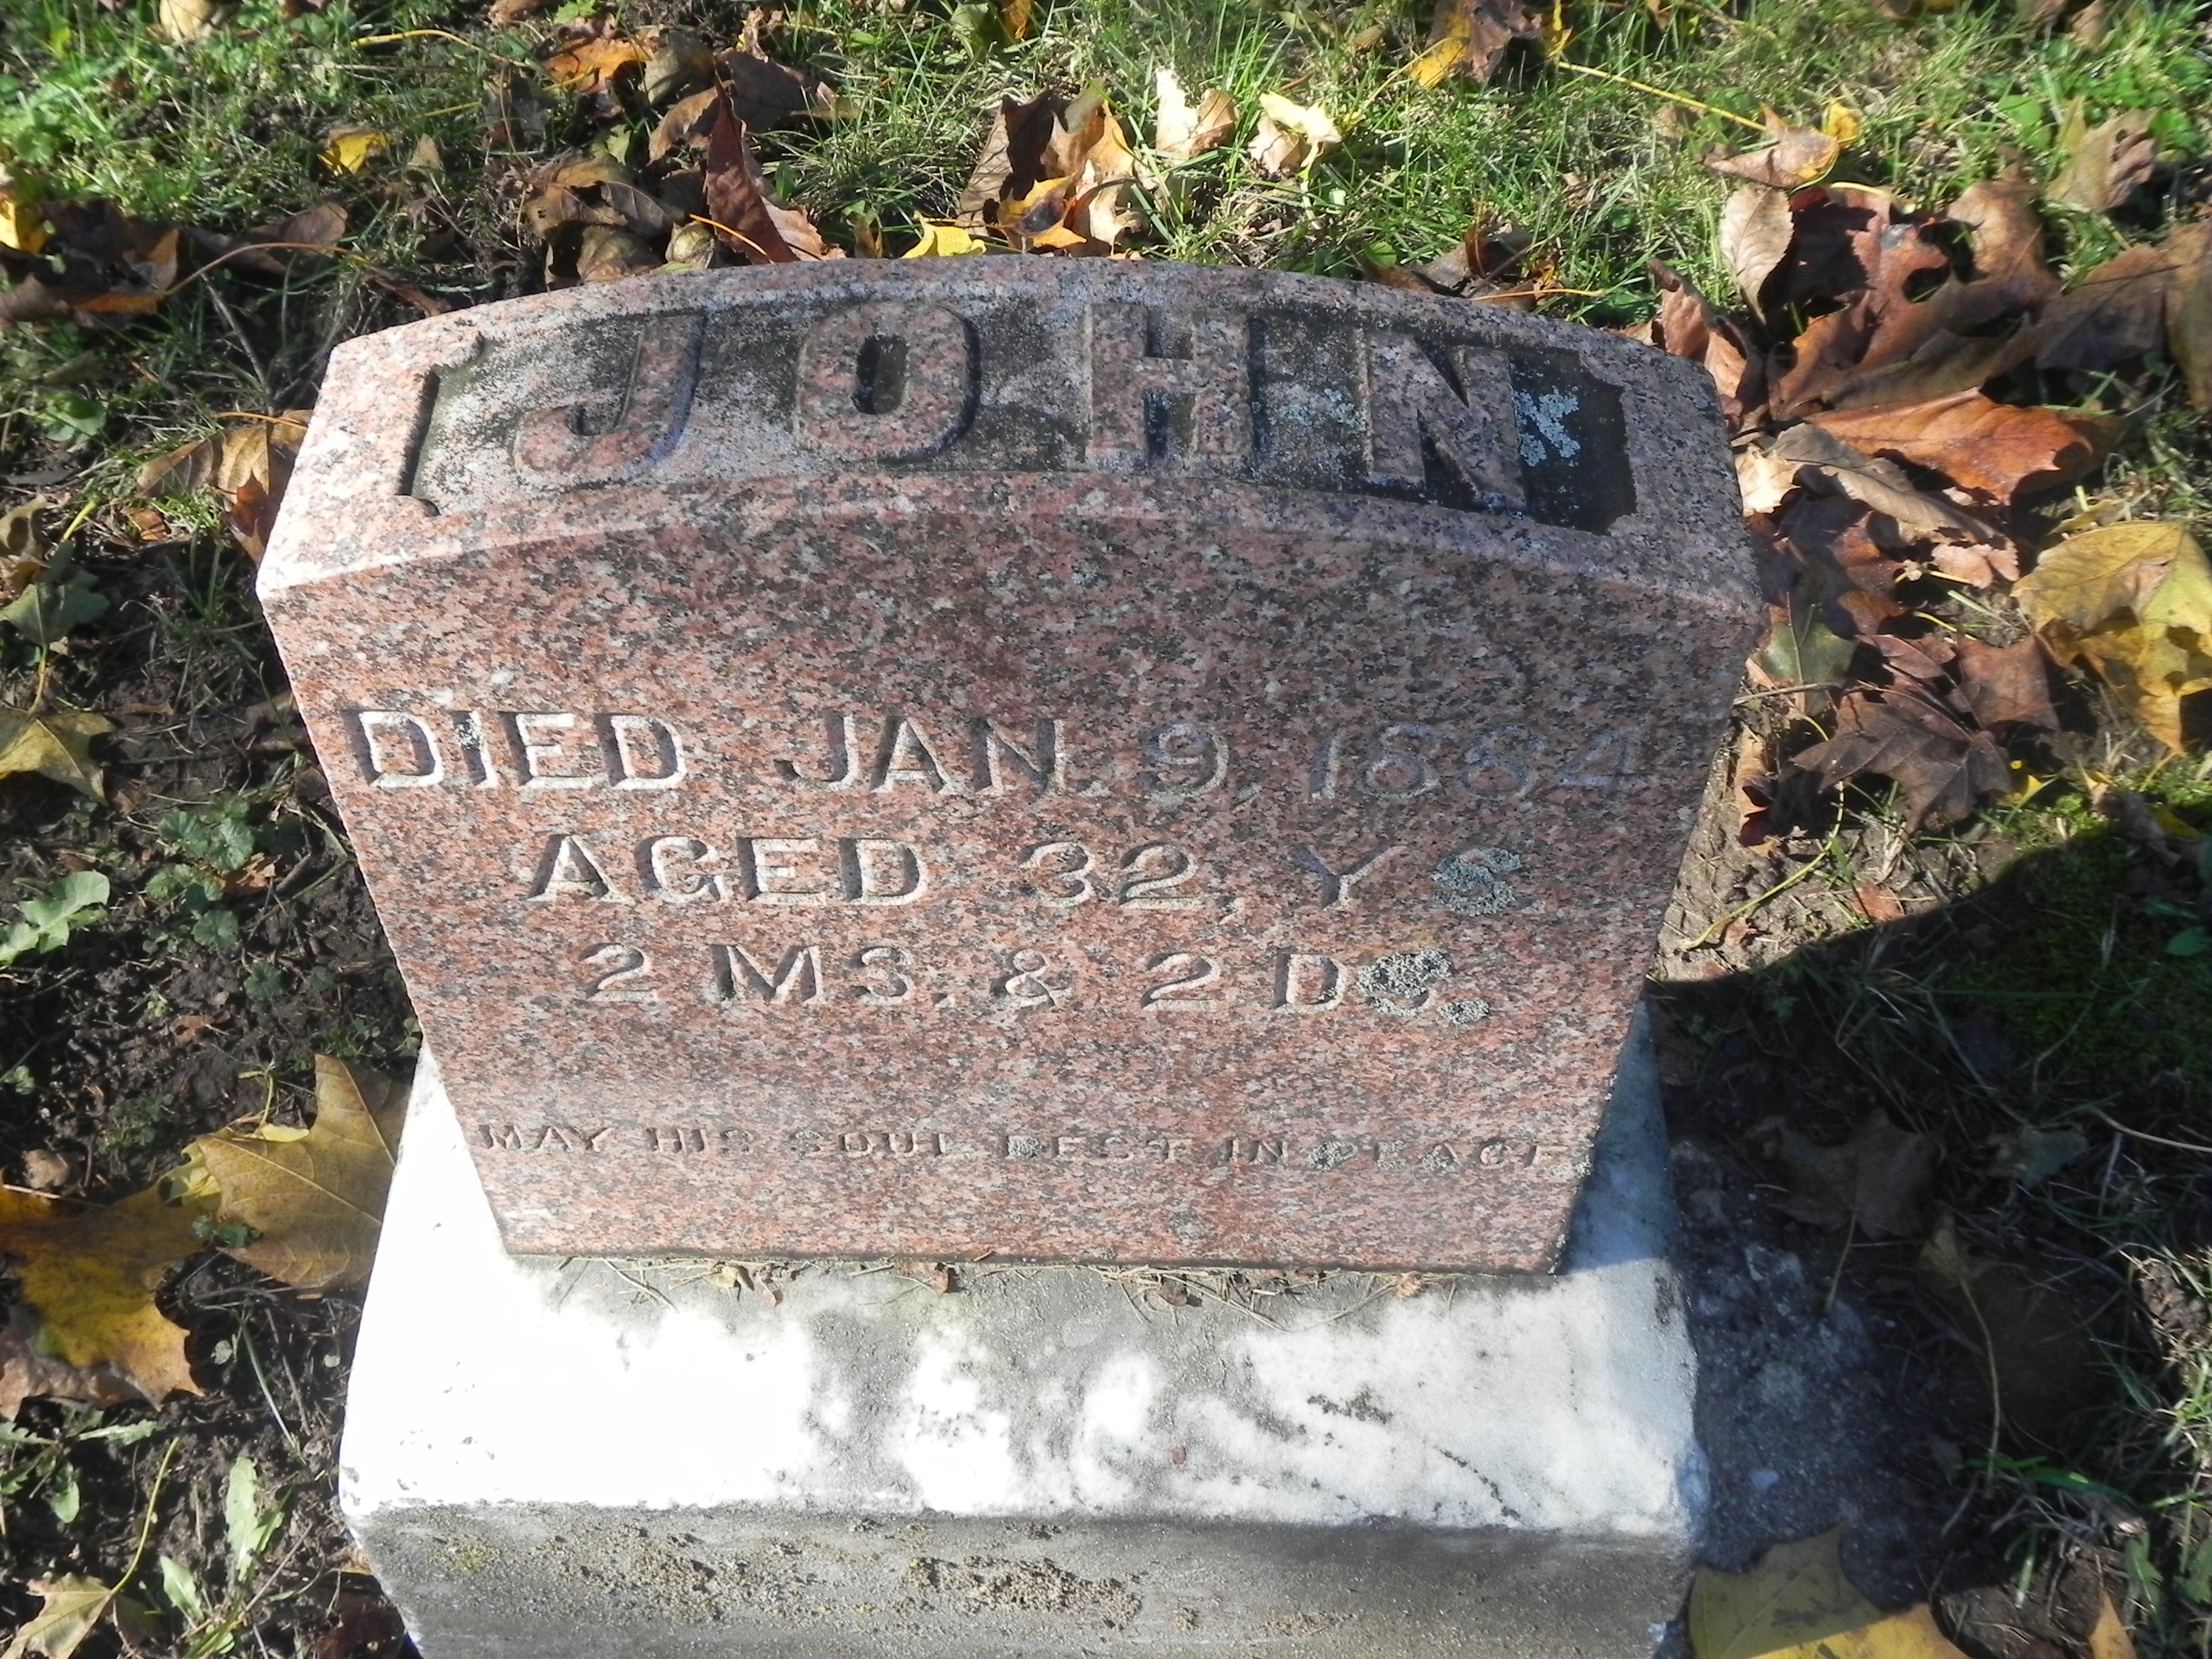 JOHN
DIED JAN. 9, 1884
AGED 32, YS.
2 MS. & 2 DS.
MAY HIS SOUL REST IN PEACE